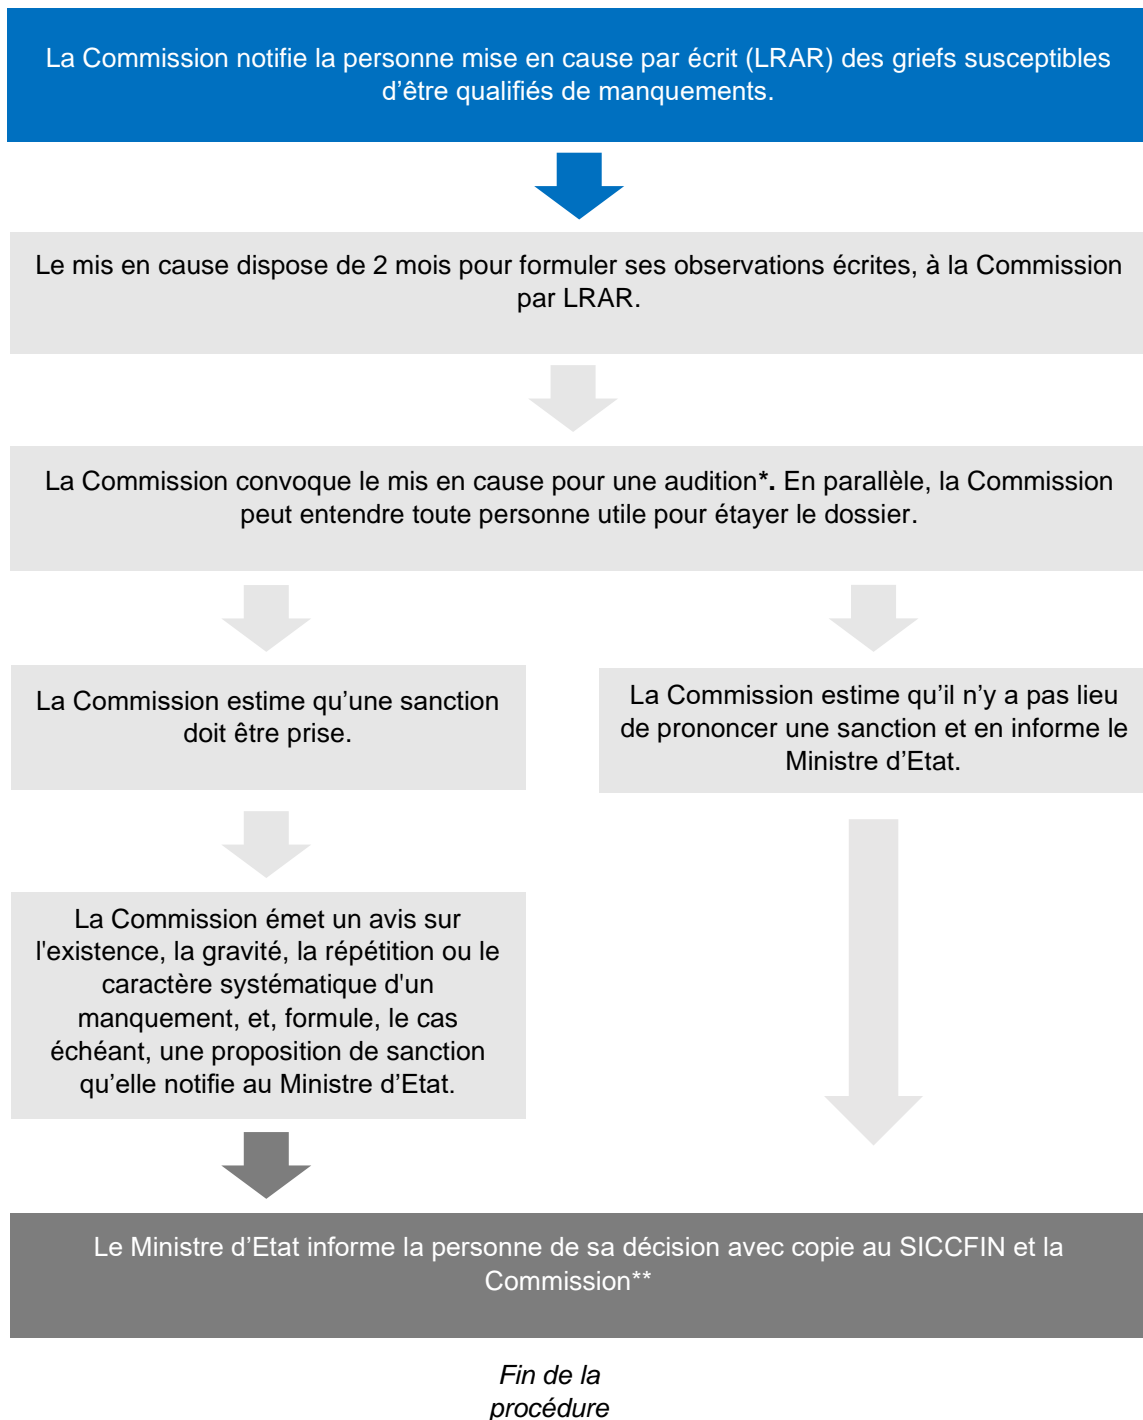 La Commission notifie la personne mise en cause par écrit (LRAR) des griefs susceptibles
d’être qualifiés de manquements.
Le mis en cause dispose de 2 mois pour formuler ses observations écrites, à la Commission
par LRAR.
La Commission convoque le mis en cause pour une audition*. En parallèle, la Commission
peut entendre toute personne utile pour étayer le dossier.
La Commission estime qu’une sanction
doit être prise.
La Commission estime qu’il n’y a pas lieu
de prononcer une sanction et en informe le
Ministre d’Etat.
La Commission émet un avis sur
l'existence, la gravité, la répétition ou le
caractère systématique d'un
manquement, et, formule, le cas
échéant, une proposition de sanction
qu’elle notifie au Ministre d’Etat.
Le Ministre d’Etat informe la personne de sa décision avec copie au SICCFIN et la
Commission**
Fin de la
procédure